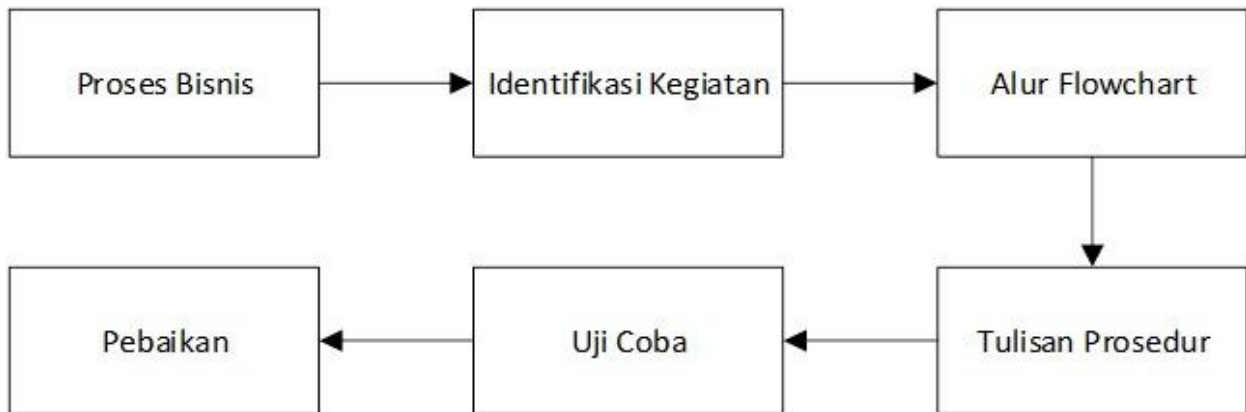 Proses Bisnis
Identifikasi Kegiatan
Alur Flowchart
Tulisan Prosedur
Uji Coba
Pebaikan